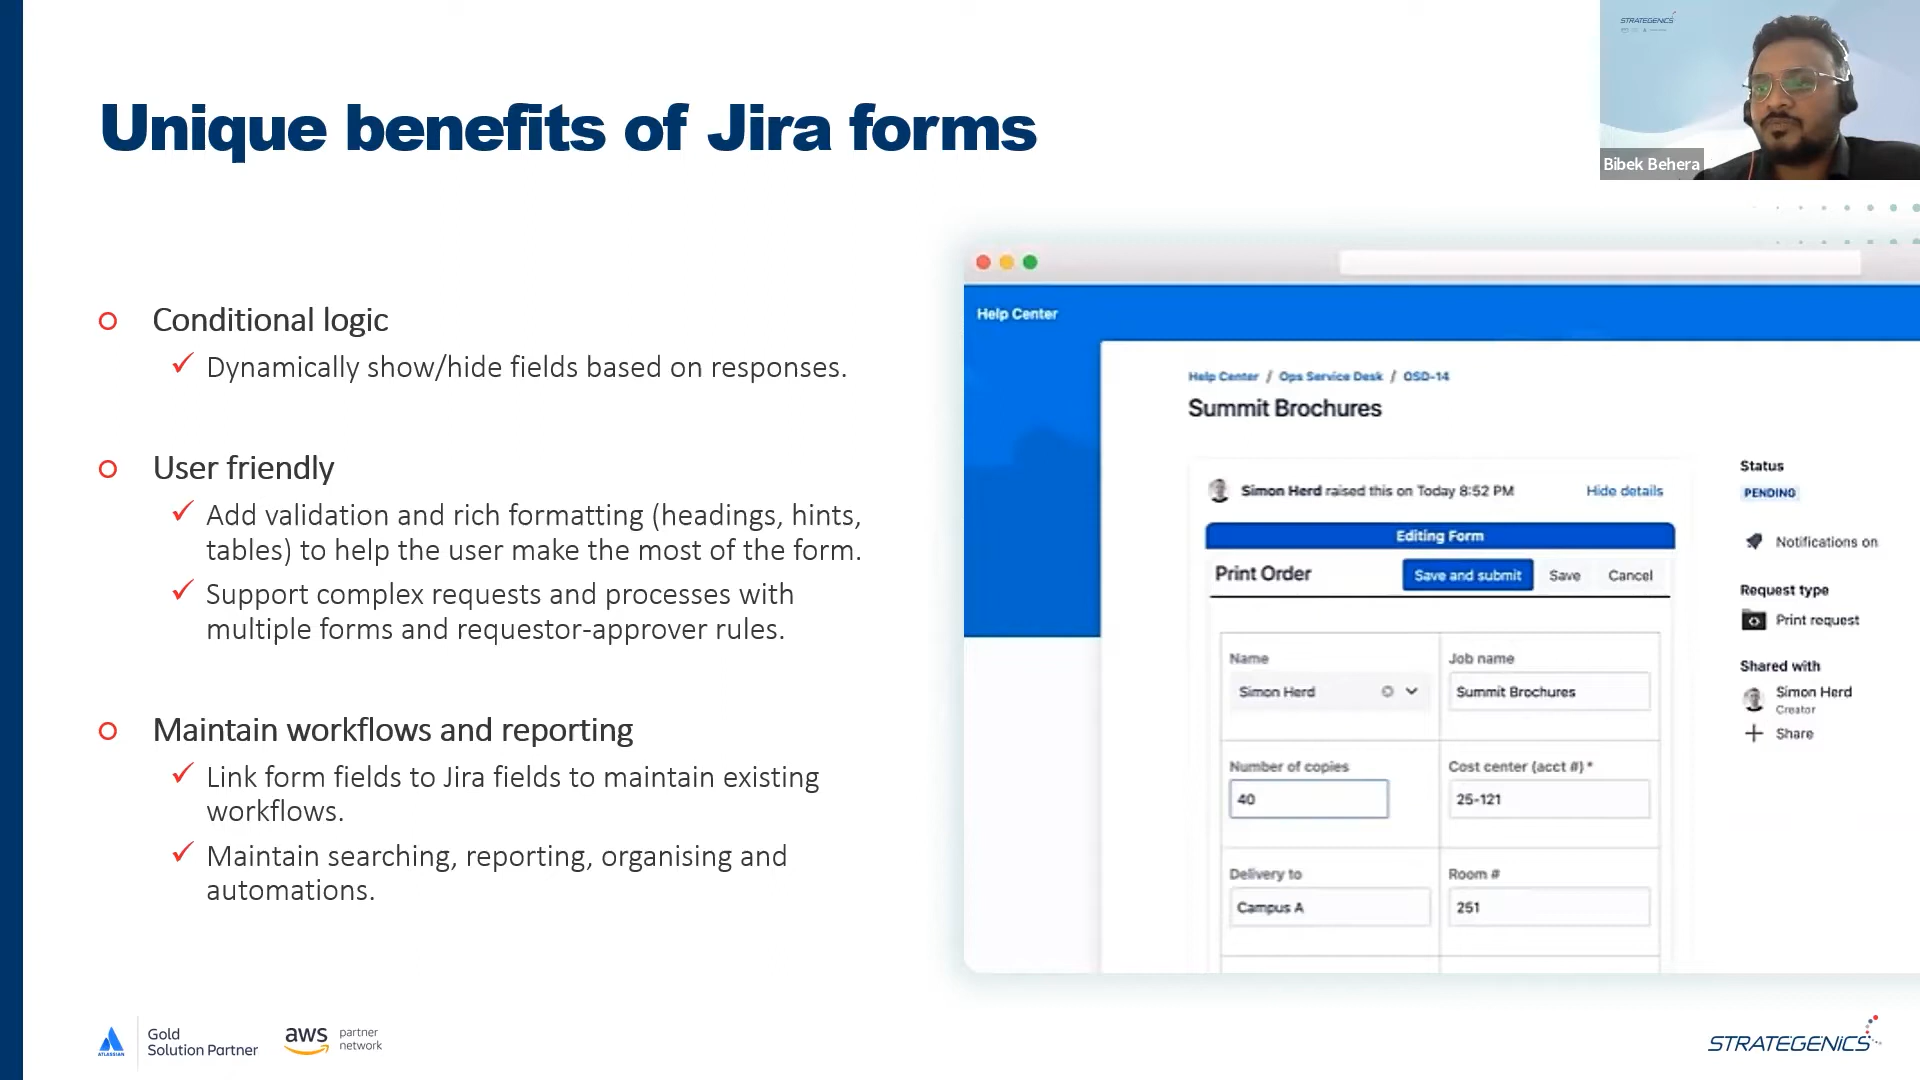 STRATEGENICS
Bibek Behera
Unique benefits of Jira forms
Conditional logic
Dynamically show/hide fields based on responses.
User friendly
Add validation and rich formatting (headings, hints,
tables) to help the user make the most of the form.
Support complex requests and processes with
multiple forms and requestor-approver rules.
Maintain workflows and reporting
Link form fields to Jira fields to maintain existing
workflows.
Maintain searching, reporting, organising and
automations.
Help Center
Help Center / Ops Service Desk / OSD-14
Summit Brochures
Simon Herd raised this on Today 8:52 PM
Hide details
Editing Form
Print Order
Save and submit
Save
Cancel
Name
Job name
Simon Herd
Summit Brochures
Number of copies
Cost center (acct #) *
40
25-121
Delivery to
Room #
Campus A
251
Status
PENDING
Notifications on
Request type
Print request
Shared with
Simon Herd
Creator
Share
ATLASSIAN
Gold
Solution Partner
aws
partner
network
STRATEGENICS